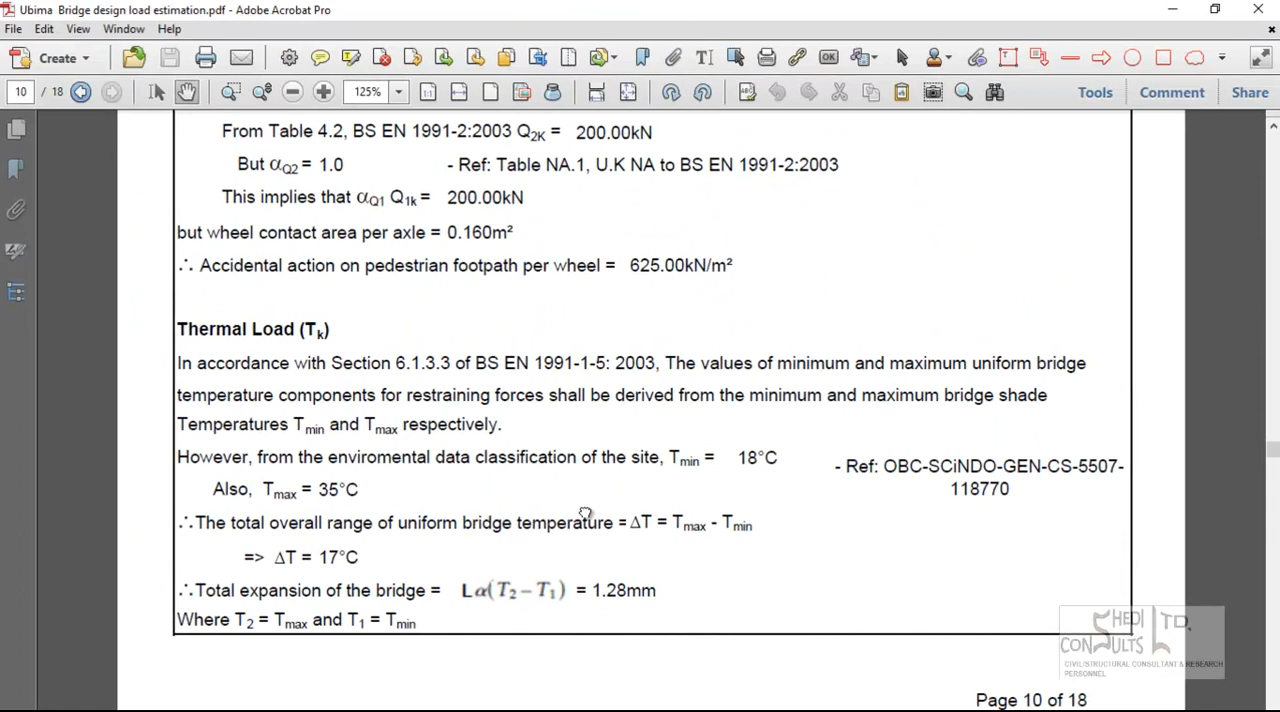 Ubima Bridge design load estimation.pdf - Adobe Acrobat Pro
File Edit View Window Help
Create
10 / 18 125% Tools Comment Share
From Table 4.2, BS EN 1991-2:2003 Q2K = 200.00kN
But αQ2 = 1.0 - Ref: Table NA.1, U.K NA to BS EN 1991-2:2003
This implies that αQ1 Q1k = 200.00kN
but wheel contact area per axle = 0.160m²
∴ Accidental action on pedestrian footpath per wheel = 625.00kN/m²
Thermal Load (Tk)
In accordance with Section 6.1.3.3 of BS EN 1991-1-5: 2003, The values of minimum and maximum uniform bridge
temperature components for restraining forces shall be derived from the minimum and maximum bridge shade
Temperatures Tmin and Tmax respectively.
However, from the enviromental data classification of the site, Tmin = 18°C
- Ref: OBC-SCiNDO-GEN-CS-5507-
118770
Also, Tmax = 35°C
∴The total overall range of uniform bridge temperature = ΔT = Tmax - Tmin
=> ΔT = 17°C
∴Total expansion of the bridge = Lα(T2 – T1) = 1.28mm
Where T2 = Tmax and T1 = Tmin
SHEDI LTD.
CONSULTS
CIVIL/STRUCTURAL CONSULTANT & RESEARCH
PERSONNEL
Page 10 of 18